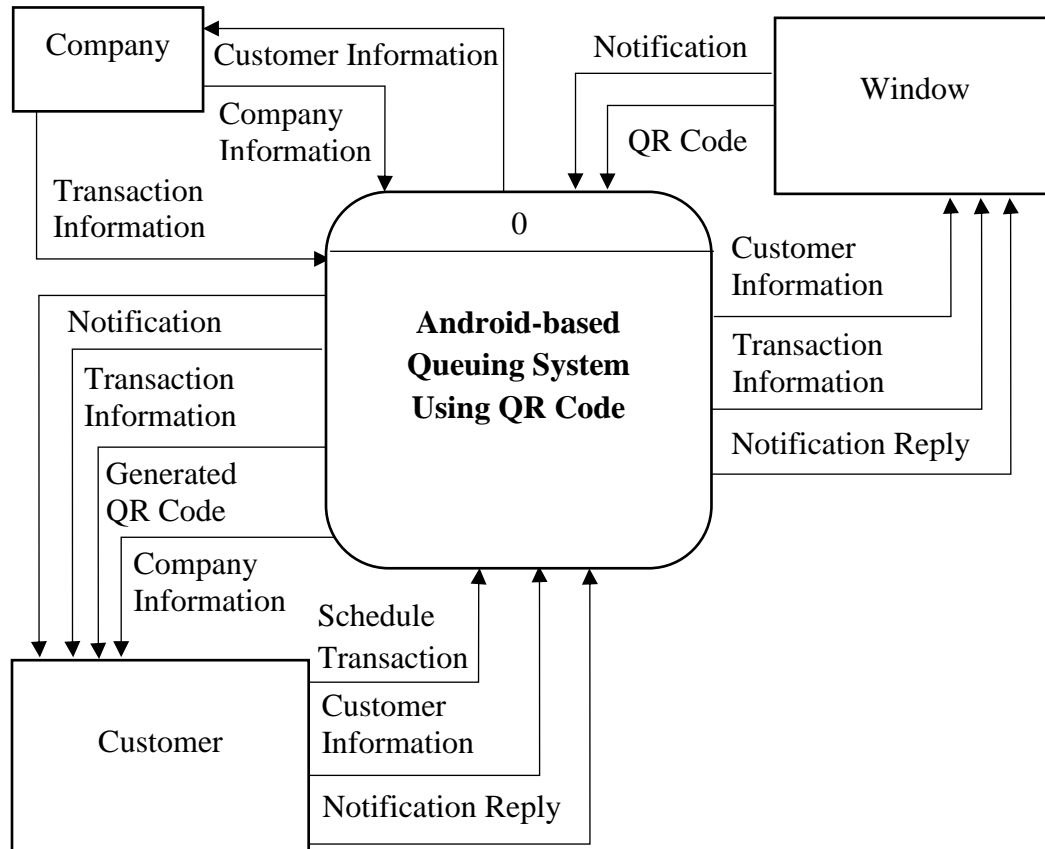 Company
Customer Information
Company
Information
Transaction
Information
Notification
QR Code
Window
0
Android-based
Queuing System
Using QR Code
Customer
Information
Transaction
Information
Notification Reply
Notification
Transaction
Information
Generated
QR Code
Company
Information
Schedule
Transaction
Customer
Information
Notification Reply
Customer